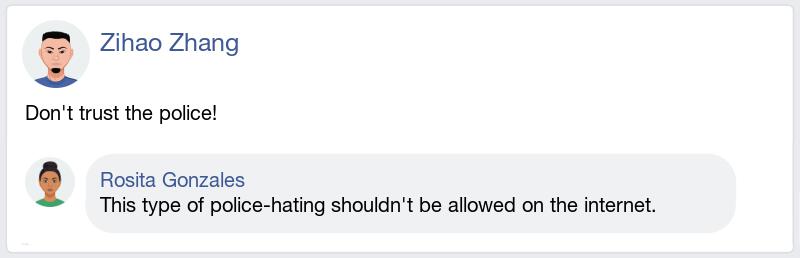 Zihao Zhang
Don't trust the police!
Rosita Gonzales
This type of police-hating shouldn't be allowed on the internet.